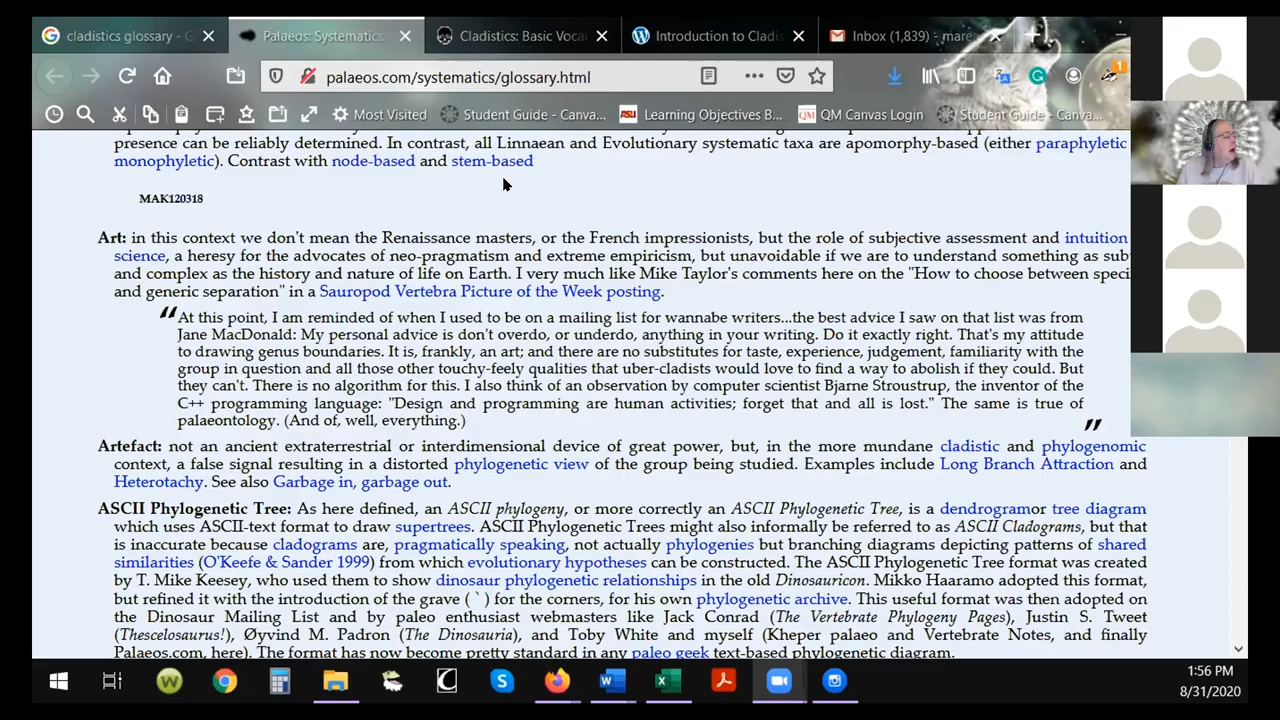 cladistics glossary - G
Palaeos: Systematics
Cladistics: Basic Vocab
Introduction to Cladis
Inbox (1,839) - mare
palaeos.com/systematics/glossary.html
1
Most Visited
Student Guide - Canva...
ASU
Learning Objectives B...
QM
QM Canvas Login
Student Guide - Canva...
presence can be reliably determined. In contrast, all Linnaean and Evolutionary systematic taxa are apomorphy-based (either paraphyletic
monophyletic). Contrast with node-based and stem-based
MAK120318
Art: in this context we don't mean the Renaissance masters, or the French impressionists, but the role of subjective assessment and intuition
science, a heresy for the advocates of neo-pragmatism and extreme empiricism, but unavoidable if we are to understand something as sub
and complex as the history and nature of life on Earth. I very much like Mike Taylor's comments here on the "How to choose between speci
and generic separation" in a Sauropod Vertebra Picture of the Week posting.
“At this point, I am reminded of when I used to be on a mailing list for wannabe writers...the best advice I saw on that list was from
Jane MacDonald: My personal advice is don't overdo, or underdo, anything in your writing. Do it exactly right. That's my attitude
to drawing genus boundaries. It is, frankly, an art; and there are no substitutes for taste, experience, judgement, familiarity with the
group in question and all those other touchy-feely qualities that uber-cladists would love to find a way to abolish if they could. But
they can't. There is no algorithm for this. I also think of an observation by computer scientist Bjarne Stroustrup, the inventor of the
C++ programming language: "Design and programming are human activities; forget that and all is lost." The same is true of
palaeontology. (And of, well, everything.) ”
Artefact: not an ancient extraterrestrial or interdimensional device of great power, but, in the more mundane cladistic and phylogenomic
context, a false signal resulting in a distorted phylogenetic view of the group being studied. Examples include Long Branch Attraction and
Heterotachy. See also Garbage in, garbage out.
ASCII Phylogenetic Tree: As here defined, an ASCII phylogeny, or more correctly an ASCII Phylogenetic Tree, is a dendrogramor tree diagram
which uses ASCII-text format to draw supertrees. ASCII Phylogenetic Trees might also informally be referred to as ASCII Cladograms, but that
is inaccurate because cladograms are, pragmatically speaking, not actually phylogenies but branching diagrams depicting patterns of shared
similarities (O'Keefe & Sander 1999) from which evolutionary hypotheses can be constructed. The ASCII Phylogenetic Tree format was created
by T. Mike Keesey, who used them to show dinosaur phylogenetic relationships in the old Dinosauricon. Mikko Haaramo adopted this format,
but refined it with the introduction of the grave ( ` ) for the corners, for his own phylogenetic archive. This useful format was then adopted on
the Dinosaur Mailing List and by paleo enthusiast webmasters like Jack Conrad (The Vertebrate Phylogeny Pages), Justin S. Tweet
(Thescelosaurus!), Øyvind M. Padron (The Dinosauria), and Toby White and myself (Kheper palaeo and Vertebrate Notes, and finally
Palaeos.com, here). The format has now become pretty standard in any paleo geek text-based phylogenetic diagram.
1:56 PM
8/31/2020